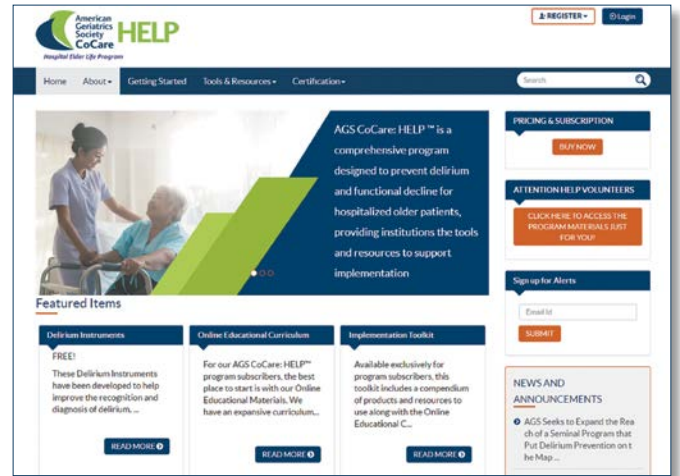 American
Geriatrics
Society
CoCare
HELP
Hospital Elder Life Program
REGISTER
Login
Home
About
Getting Started
Tools & Resources
Certification
Search
AGS CoCare: HELP ™ is a
comprehensive program
designed to prevent delirium
and functional decline for
hospitalized older patients,
providing institutions the tools
and resources to support
implementation
PRICING & SUBSCRIPTION
BUY NOW
ATTENTION HELP VOLUNTEERS
CLICK HERE TO ACCESS THE
PROGRAM MATERIALS JUST
FOR YOU!
Sign up for Alerts
Email Id
SUBMIT
Featured Items
Delirium Instruments
FREE!
These Delirium Instruments
have been developed to help
improve the recognition and
diagnosis of delirium, ...
READ MORE
Online Educational Curriculum
For our AGS CoCare: HELP™
program subscribers, the best
place to start is with our Online
Educational Materials. We
have an expansive curriculum...
READ MORE
Implementation Toolkit
Available exclusively for
program subscribers, this
toolkit includes a compendium
of products and resources to
use along with the Online
Educational C...
READ MORE
NEWS AND
ANNOUNCEMENTS
AGS Seeks to Expand the Rea
ch of a Seminal Program that
Put Delirium Prevention on t
he Map ...